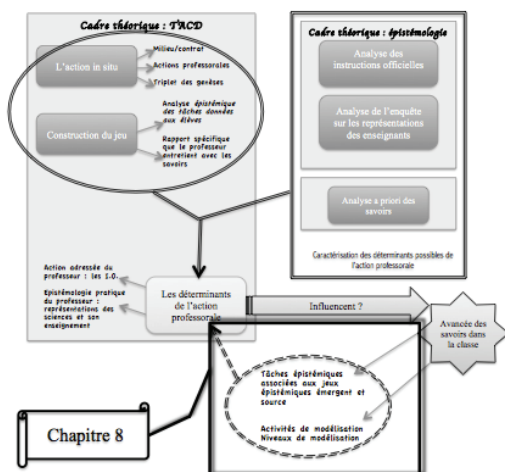 Cadre théorique : TACD
L'action in situ
Milieu/contrat
Actions professorales
Triplet des genèses
Construction du jeu
Analyse épistémique
des tâches données
aux élèves
Rapport spécifique
que le professeur
entretient avec les
savoirs
Cadre théorique : épistémologie
Analyse des
instructions officielles
Analyse de l'enquête
sur les représentations
des enseignants
Analyse a priori des
savoirs
Caractérisation des déterminants possibles de
l'action professorale
Action adressée du
professeur : les I.O.
Epistémologie pratique
du professeur :
représentations des
sciences et son
enseignement
Les déterminants
de l'action
professorale
Influencent ?
Avancée des
savoirs dans
la classe
Tâches épistémiques
associées aux jeux
épistémiques émergent et
source
Activités de modélisation
Niveaux de modélisation
Chapitre 8